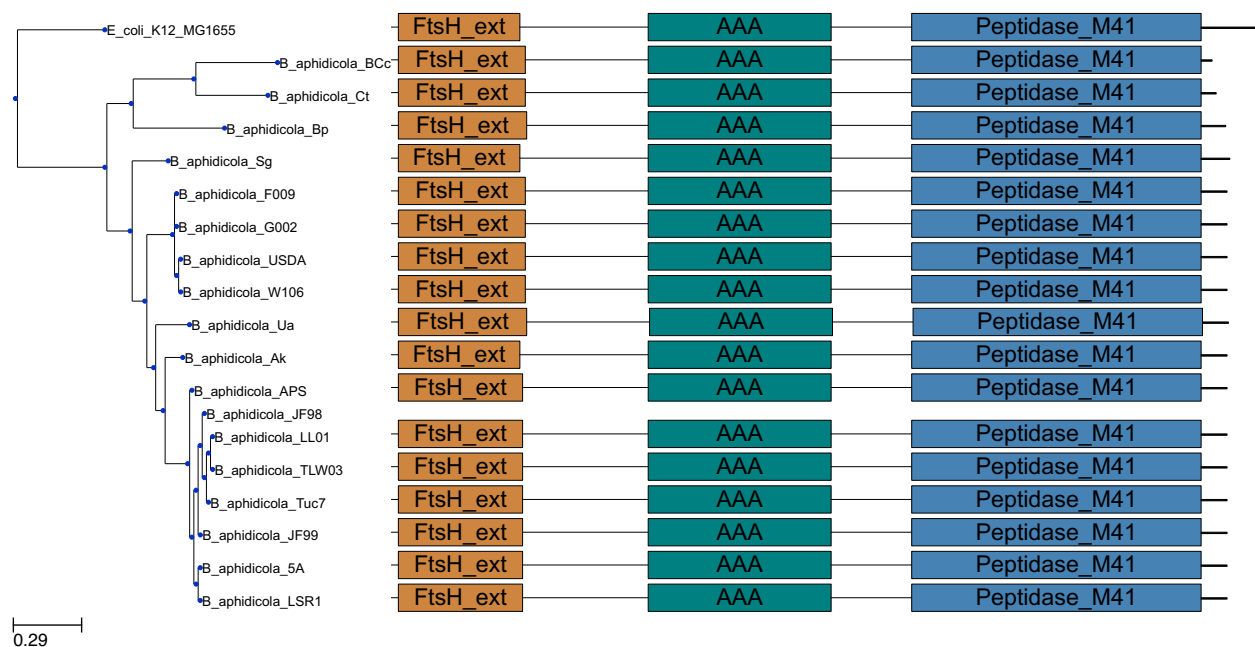 E_coli_K12_MG1655 FtsH_ext AAA Peptidase_M41
B_aphidicola_BCc FtsH_ext AAA Peptidase_M41
B_aphidicola_Ct FtsH_ext AAA Peptidase_M41
B_aphidicola_Bp FtsH_ext AAA Peptidase_M41
B_aphidicola_Sg FtsH_ext AAA Peptidase_M41
B_aphidicola_F009 FtsH_ext AAA Peptidase_M41
B_aphidicola_G002 FtsH_ext AAA Peptidase_M41
B_aphidicola_USDA FtsH_ext AAA Peptidase_M41
B_aphidicola_W106 FtsH_ext AAA Peptidase_M41
B_aphidicola_Ua FtsH_ext AAA Peptidase_M41
B_aphidicola_Ak FtsH_ext AAA Peptidase_M41
B_aphidicola_APS FtsH_ext AAA Peptidase_M41
B_aphidicola_JF98
B_aphidicola_LL01 FtsH_ext AAA Peptidase_M41
B_aphidicola_TLW03 FtsH_ext AAA Peptidase_M41
B_aphidicola_Tuc7 FtsH_ext AAA Peptidase_M41
B_aphidicola_JF99 FtsH_ext AAA Peptidase_M41
B_aphidicola_5A FtsH_ext AAA Peptidase_M41
B_aphidicola_LSR1 FtsH_ext AAA Peptidase_M41
0.29